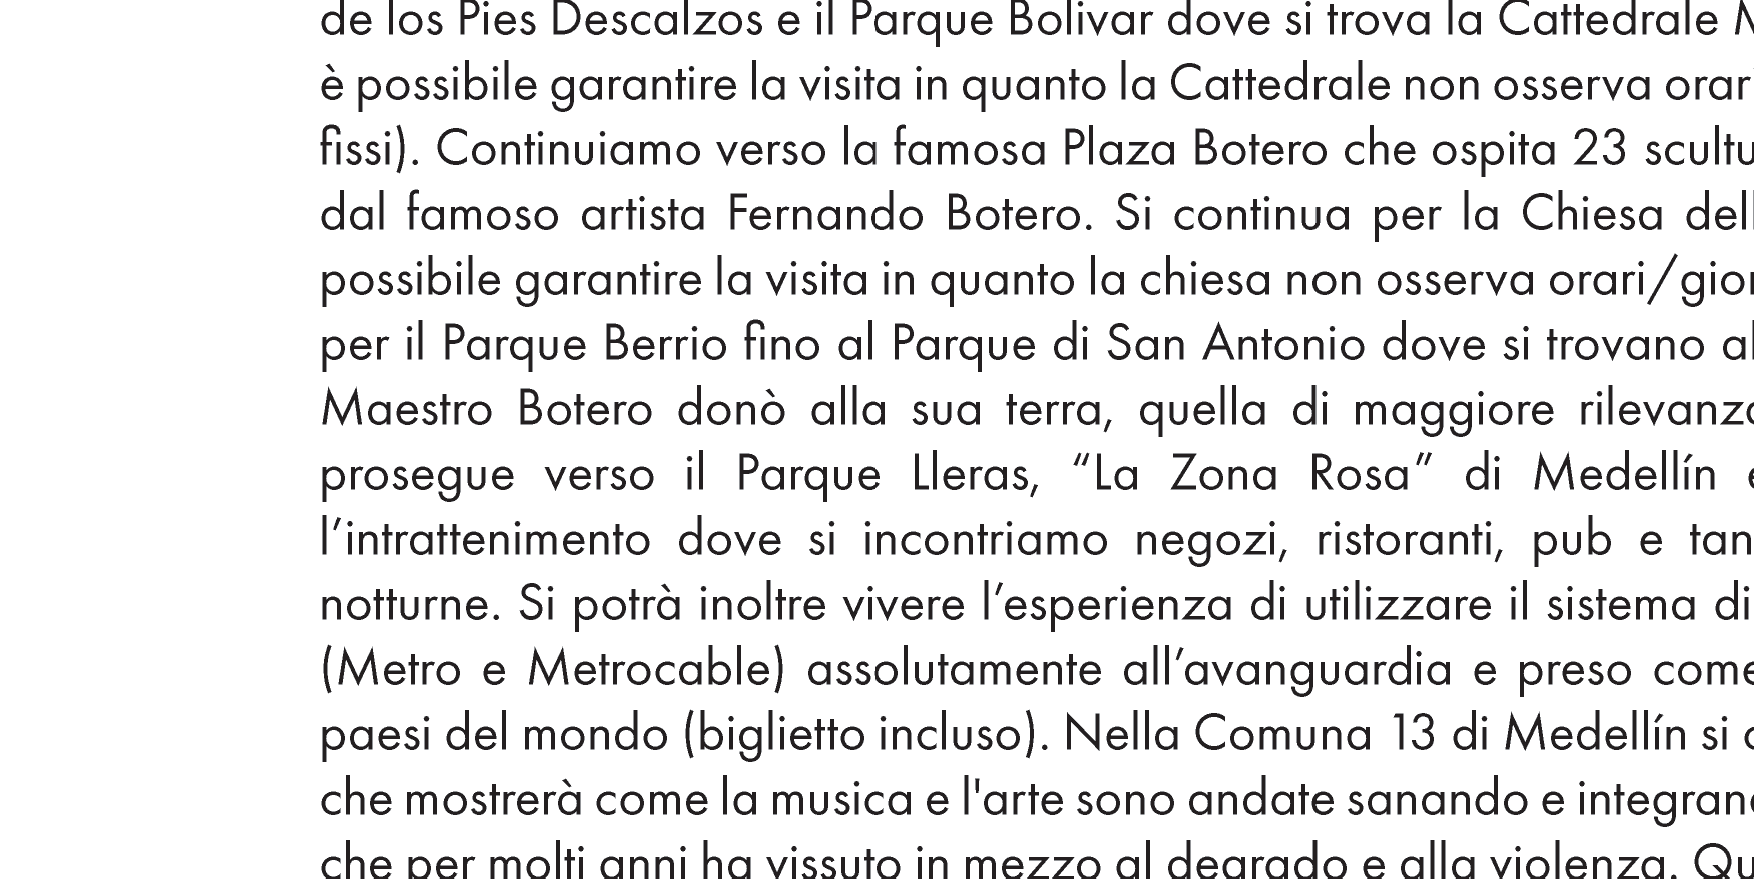 de los Pies Descalzos e il Parque Bolivar dove si trova la Cattedrale
è possibile garantire la visita in quanto la Cattedrale non osserva orari
fissi). Continuiamo verso la famosa Plaza Botero che ospita 23 scultu
dal famoso artista Fernando Botero. Si continua per la Chiesa dell
possibile garantire la visita in quanto la chiesa non osserva orari/gior
per il Parque Berrio fino al Parque di San Antonio dove si trovano al
Maestro Botero donò alla sua terra, quella di maggiore rilevanza
prosegue verso il Parque Lleras, “La Zona Rosa” di Medellín e
l’intrattenimento dove si incontriamo negozi, ristoranti, pub e tan
notturne. Si potrà inoltre vivere l’esperienza di utilizzare il sistema di
(Metro e Metrocable) assolutamente all’avanguardia e preso come
paesi del mondo (biglietto incluso). Nella Comuna 13 di Medellín si
che mostrerà come la musica e l'arte sono andate sanando e integran
che per molti anni ha vissuto in mezzo al degrado e alla violenza. Qu